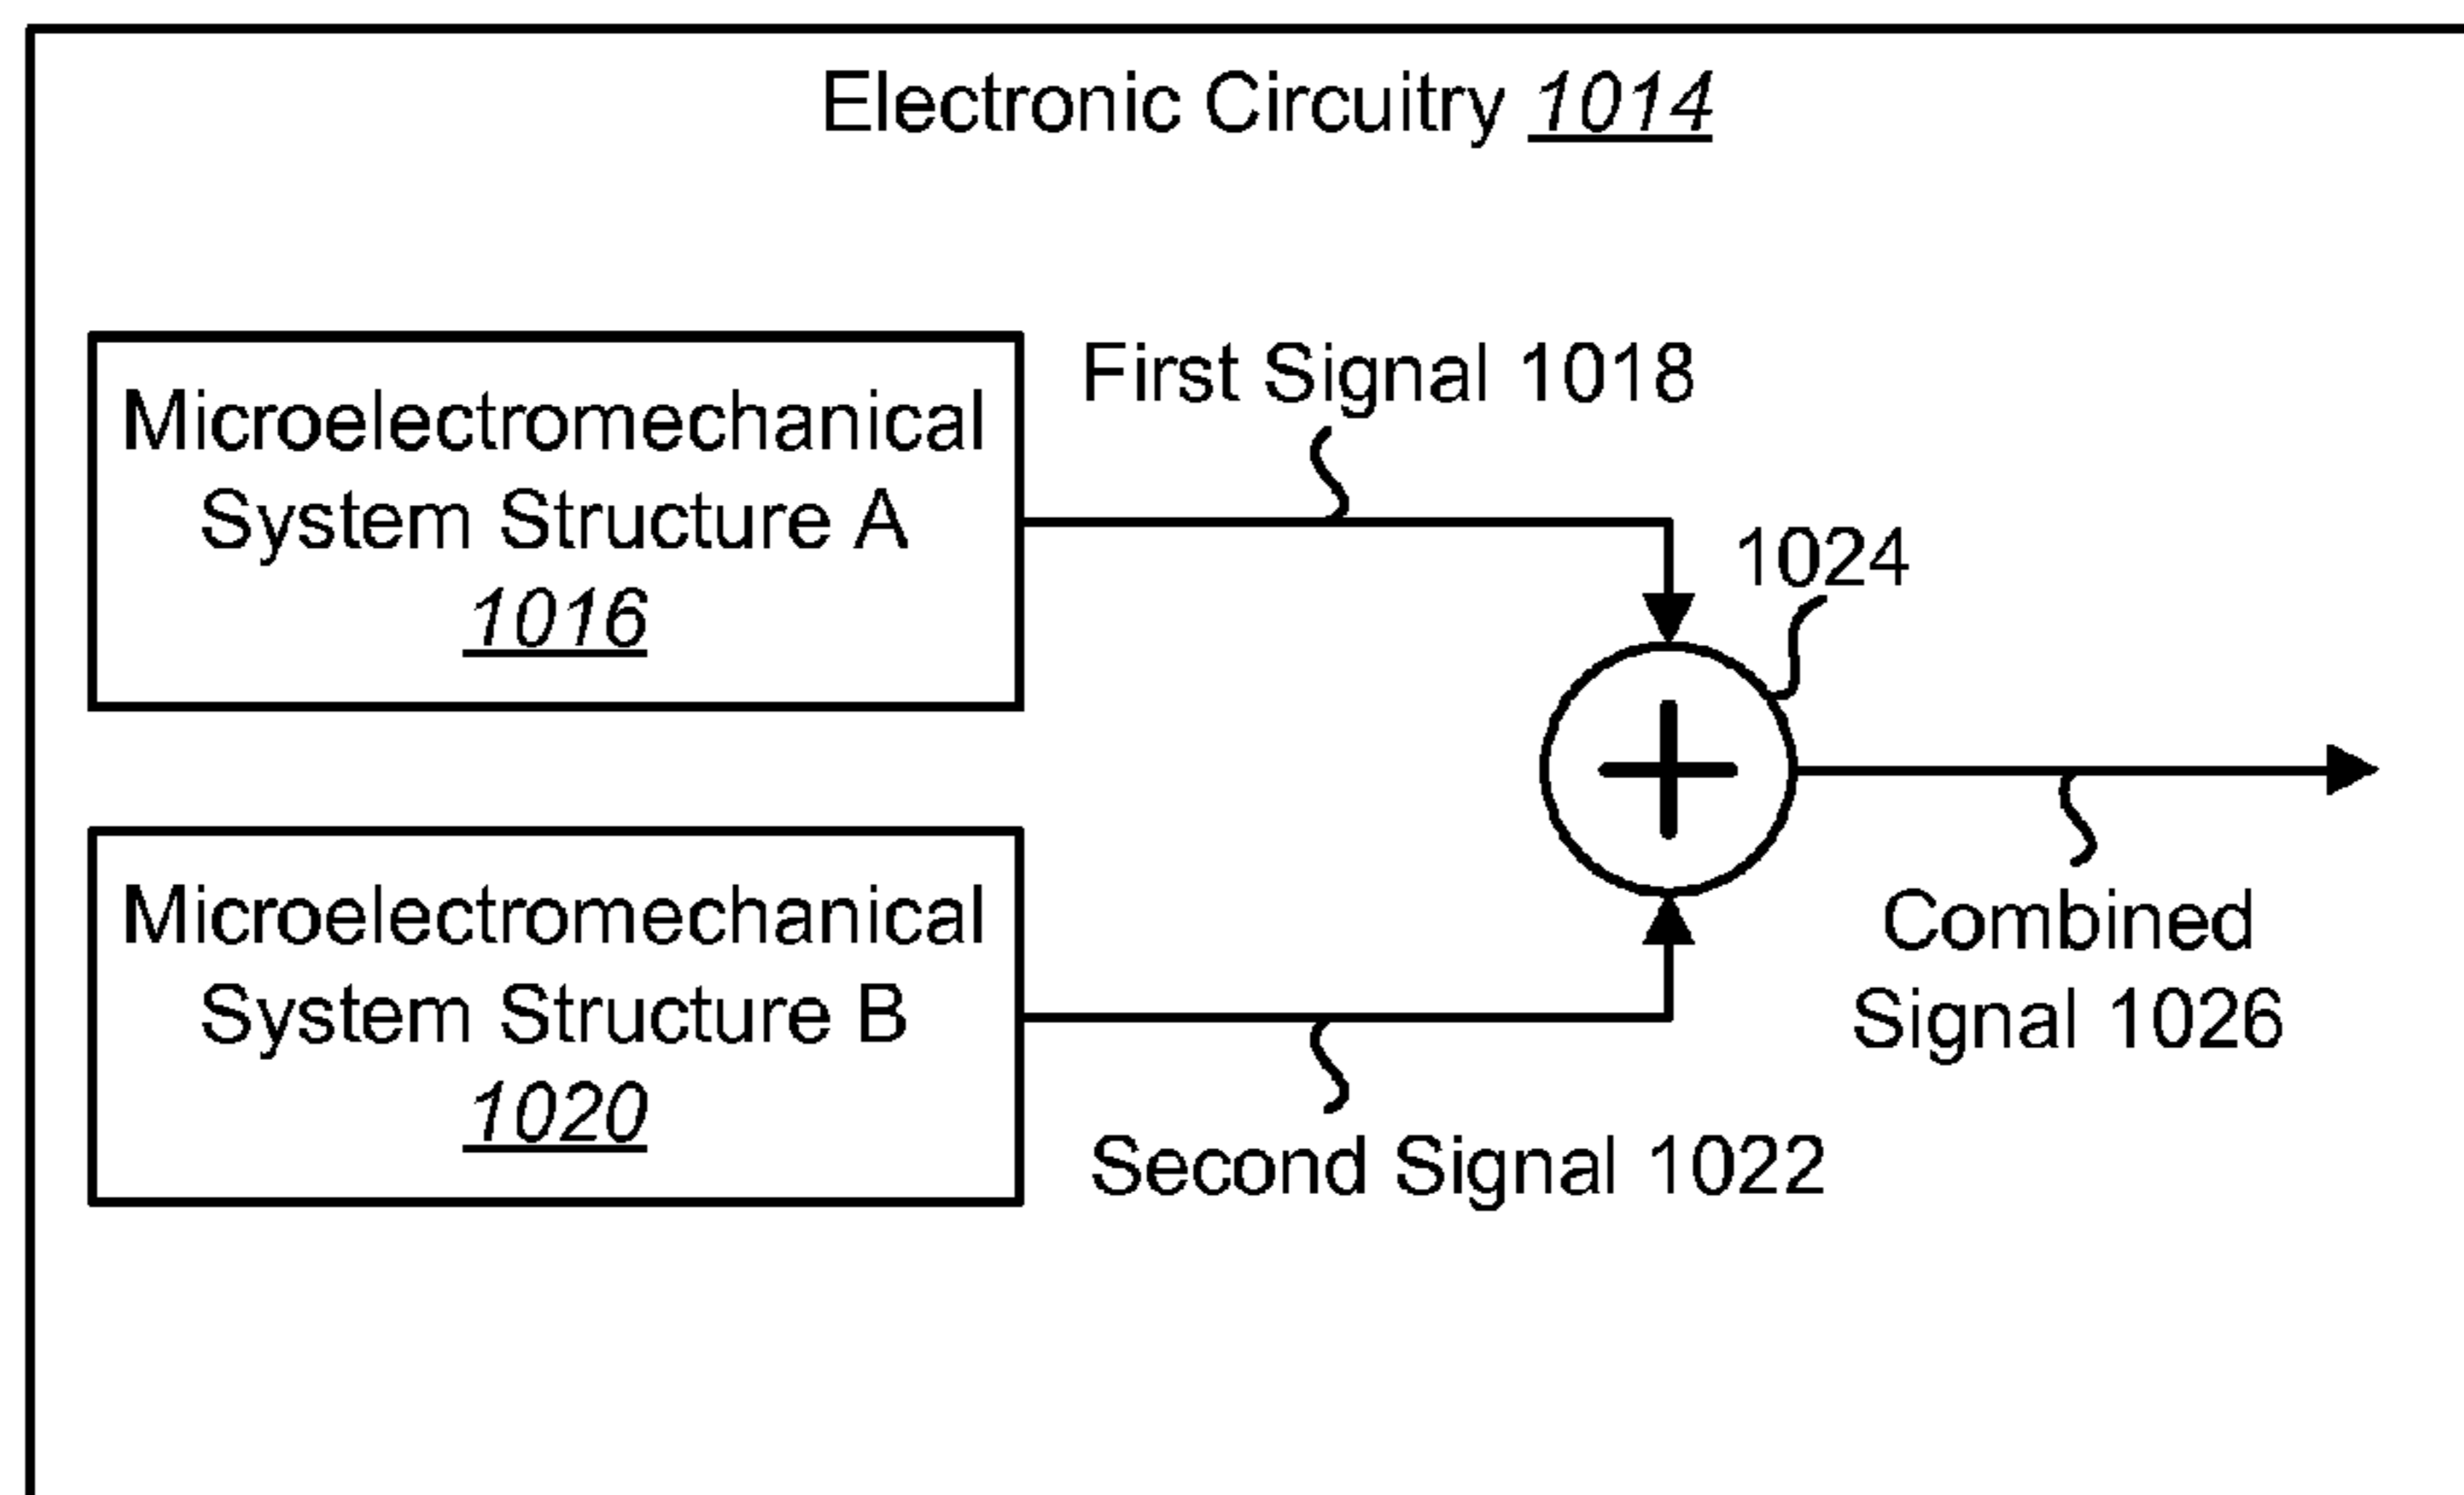 Electronic Circuitry 1014
Microelectromechanical
System Structure A
1016
First Signal 1018
1024
Microelectromechanical
System Structure B
1020
Second Signal 1022
Combined
Signal 1026